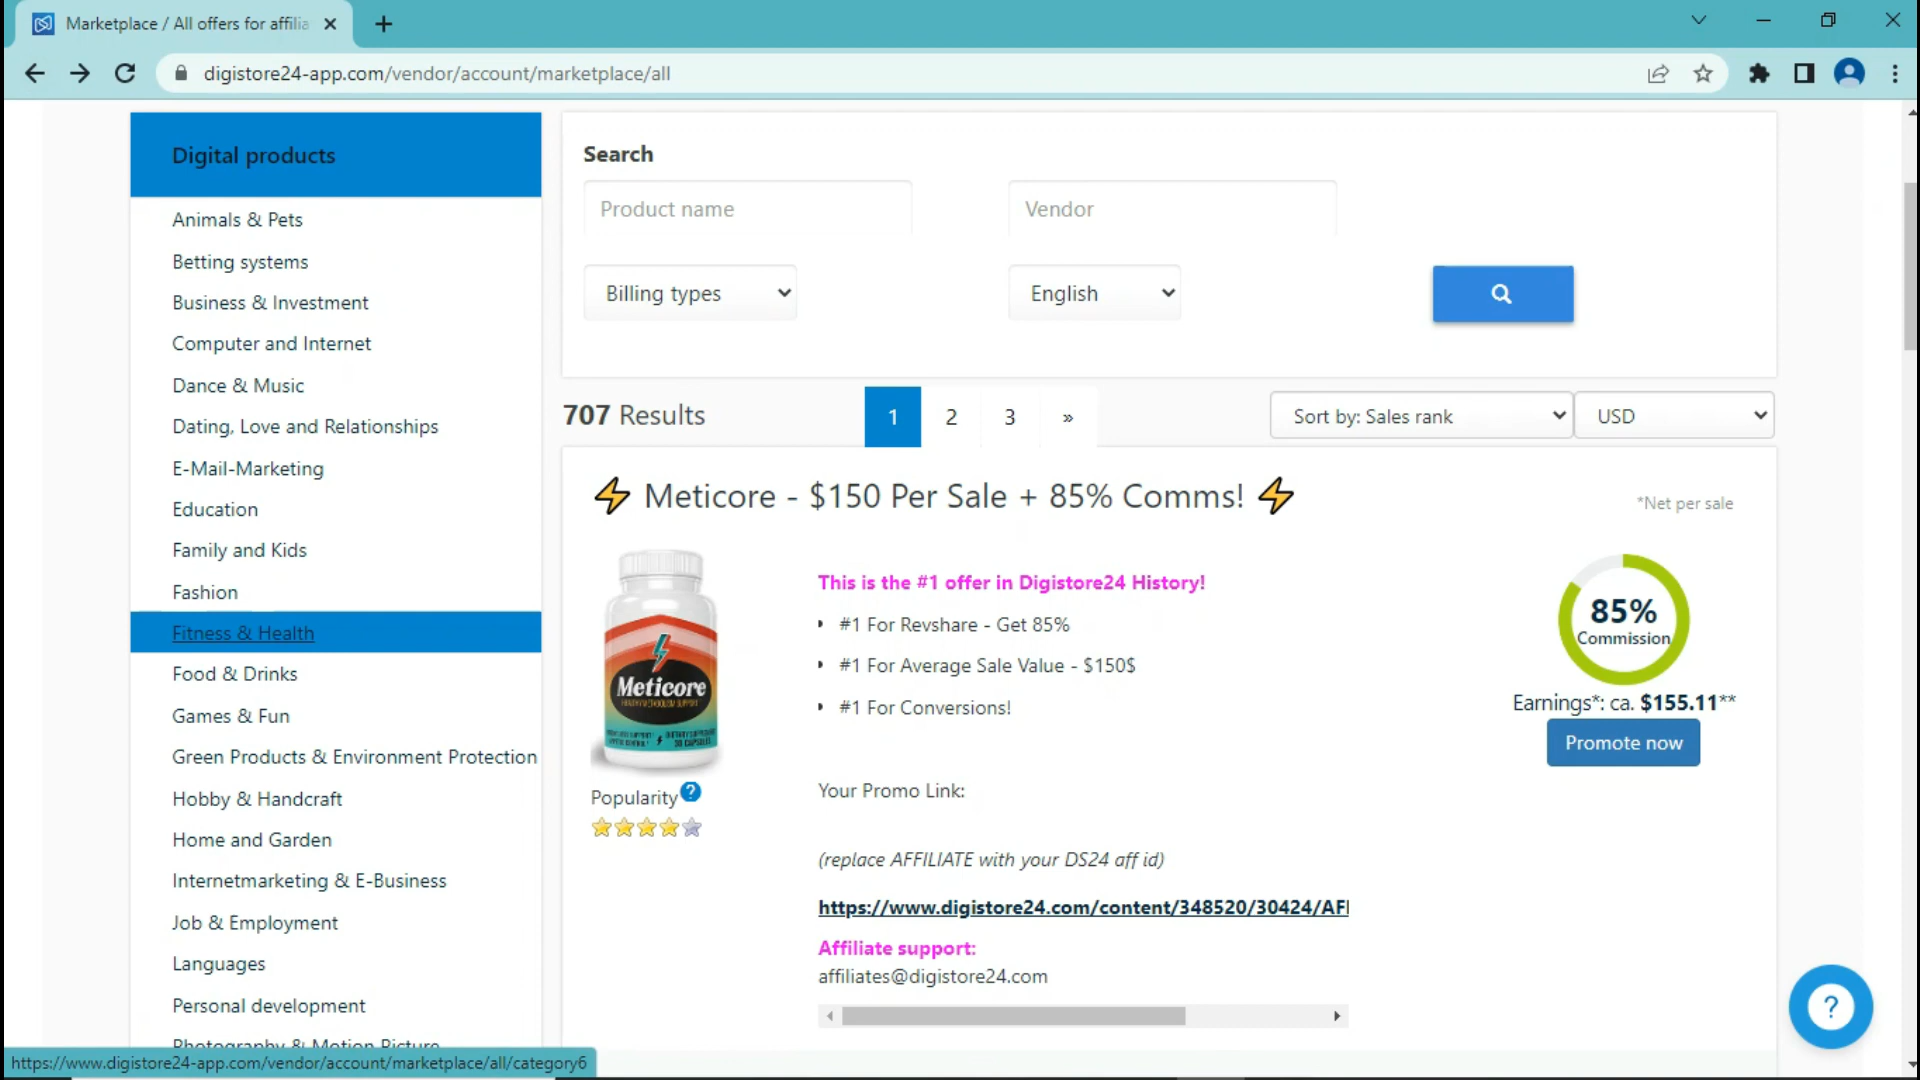 Marketplace / All offers for affilia
digistore24-app.com/vendor/account/marketplace/all
Digital products
Animals & Pets
Betting systems
Business & Investment
Computer and Internet
Dance & Music
Dating, Love and Relationships
E-Mail-Marketing
Education
Family and Kids
Fashion
Fitness & Health
Food & Drinks
Games & Fun
Green Products & Environment Protection
Hobby & Handcraft
Home and Garden
Internetmarketing & E-Business
Job & Employment
Languages
Personal development
Photography & Motion Picture
https://www.digistore24-app.com/vendor/account/marketplace/all/category6
Search
Product name
Vendor
Billing types
English
707 Results
1 2 3 »
Sort by: Sales rank
USD
⚡ Meticore - $150 Per Sale + 85% Comms! ⚡
*Net per sale
Meticore
This is the #1 offer in Digistore24 History!
#1 For Revshare - Get 85%
#1 For Average Sale Value - $150$
#1 For Conversions!
85%
Commission
Earnings*: ca. $155.11**
Promote now
Popularity ?
Your Promo Link:
(replace AFFILIATE with your DS24 aff id)
https://www.digistore24.com/content/348520/30424/AFI
Affiliate support:
affiliates@digistore24.com
?